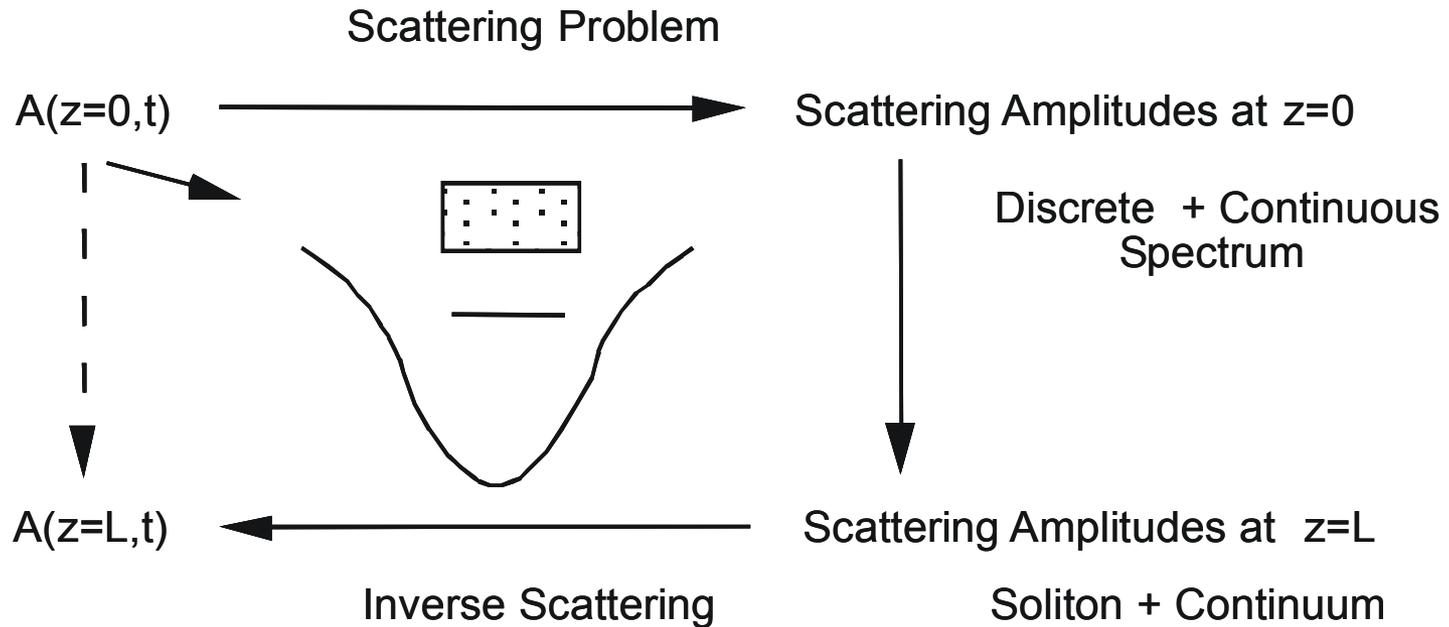 Scattering Problem
A(z=0,t)
Scattering Amplitudes at z=0
Discrete + Continuous
Spectrum
A(z=L,t)
Scattering Amplitudes at z=L
Inverse Scattering
Soliton + Continuum